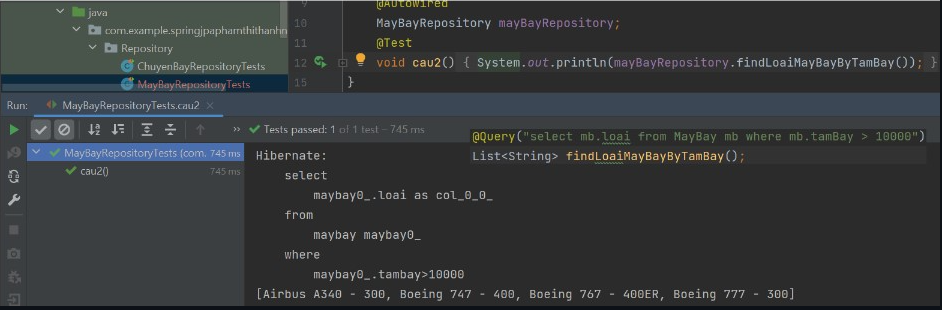 java
com.example.springjpaphamthithanhn
Repository
ChuyenBayRepositoryTests
MayBayRepositoryTests
9 @Autowired
10 MayBayRepository mayBayRepository;
11 @Test
12 void cau2() { System.out.println(mayBayRepository.findLoaiMayBayByTamBay()); }
15 }
Run: MayBayRepositoryTests.cau2
Tests passed: 1 of 1 test – 745 ms
MayBayRepositoryTests (com. 745 ms
cau2() 745 ms
@Query("select mb.loai from MayBay mb where mb.tamBay > 10000")
List<String> findLoaiMayBayByTamBay();
Hibernate:
select
maybay0_.loai as col_0_0_
from
maybay maybay0_
where
maybay0_.tambay>10000
[Airbus A340 - 300, Boeing 747 - 400, Boeing 767 - 400ER, Boeing 777 - 300]